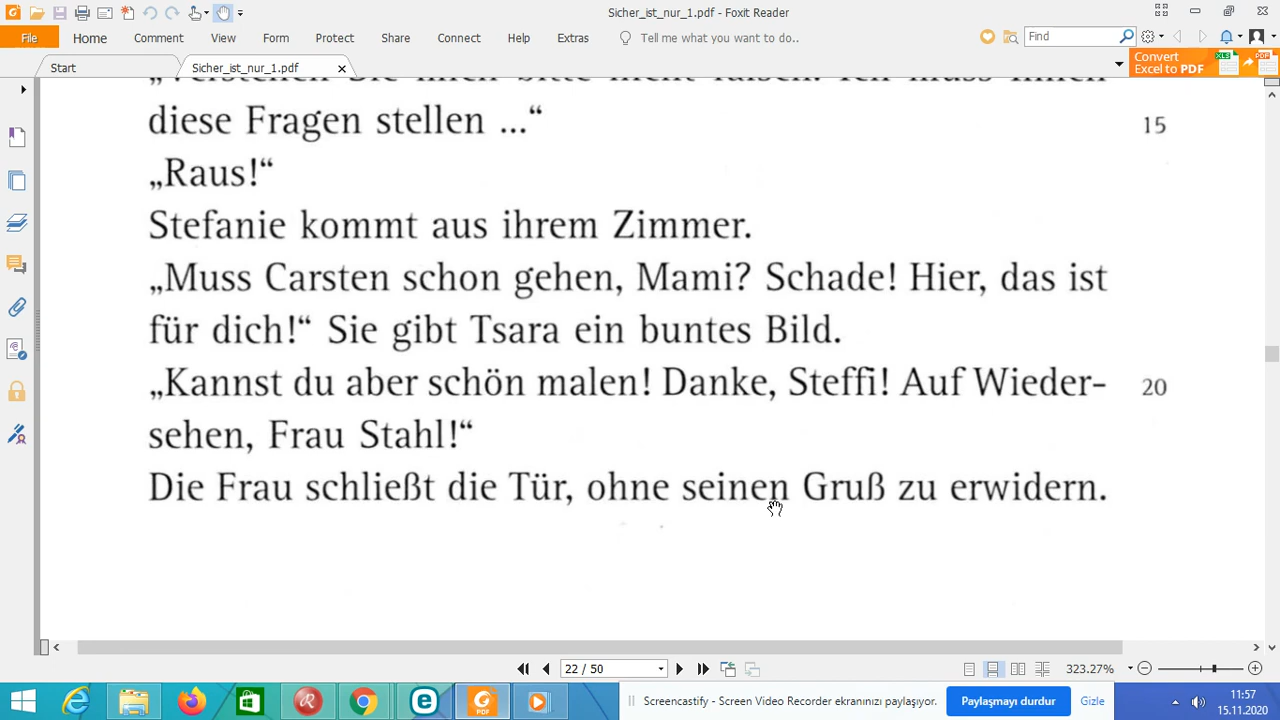 Sicher_ist_nur_1.pdf - Foxit Reader
File Home Comment View Form Protect Share Connect Help Extras Tell me what you want to do.. Find
Start Sicher_ist_nur_1.pdf
Convert
Excel to PDF
diese Fragen stellen ...“ 15
„Raus!“
Stefanie kommt aus ihrem Zimmer.
„Muss Carsten schon gehen, Mami? Schade! Hier, das ist
für dich!“ Sie gibt Tsara ein buntes Bild.
„Kannst du aber schön malen! Danke, Steffi! Auf Wieder- 20
sehen, Frau Stahl!“
Die Frau schließt die Tür, ohne seinen Gruß zu erwidern.
22 / 50 323.27%
Screencastify - Screen Video Recorder ekranınızı paylaşıyor. Paylaşmayı durdur Gizle
11:57
15.11.2020